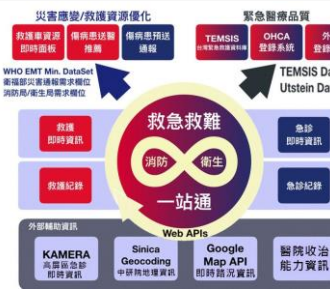 災害應變/救護資源優化
緊急醫療品質
救護車資源
即時面板
傷病患送醫
推薦
傷病患預送
通報
TEMSIS
台灣緊急救護資料庫
OHCA
登錄系統
登
WHO EMT Min. DataSet
衛福部災害通報需求欄位
消防局/衛生局需求欄位
TEMSIS Da
Utstein Da
救急救難
消防
衛生
一站通
Web APIs
救護
即時資訊
救護紀錄
急診
即時資訊
急診紀錄
外部輔助資訊
KAMERA
高屏區急診
即時資訊
Sinica
Geocoding
中研院地理資訊
Google
Map API
即時路況資訊
醫院收治
能力資訊